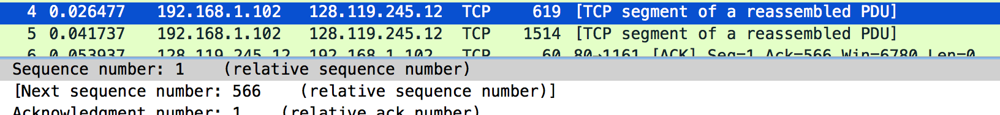 4 0.026477 192.168.1.102 128.119.245.12 TCP 619 [TCP segment of a reassembled PDU]
5 0.041737 192.168.1.102 128.119.245.12 TCP 1514 [TCP segment of a reassembled PDU]
6 0.053937 128.119.245.12 192.168.1.102 TCP 60 80→1161 [ACK] Seq=1 Ack=566 Win=6780 Len=0
Sequence number: 1 (relative sequence number)
[Next sequence number: 566 (relative sequence number)]
Acknowledgment number: 1 (relative ack number)